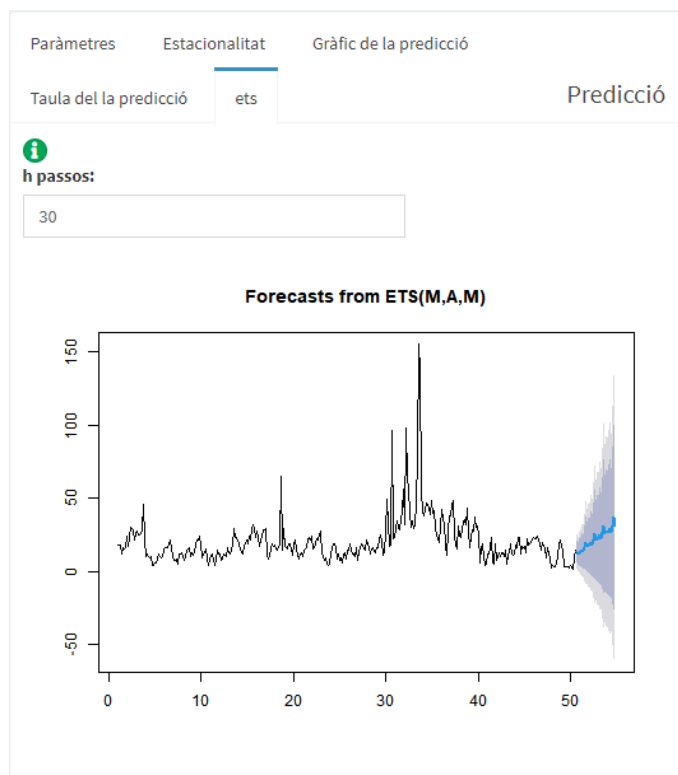 Paràmetres Estacionalitat Gràfic de la predicció
Taula del la predicció ets Predicció
h passos:
30
Forecasts from ETS(M,A,M)
150
100
50
0
-50
0 10 20 30 40 50